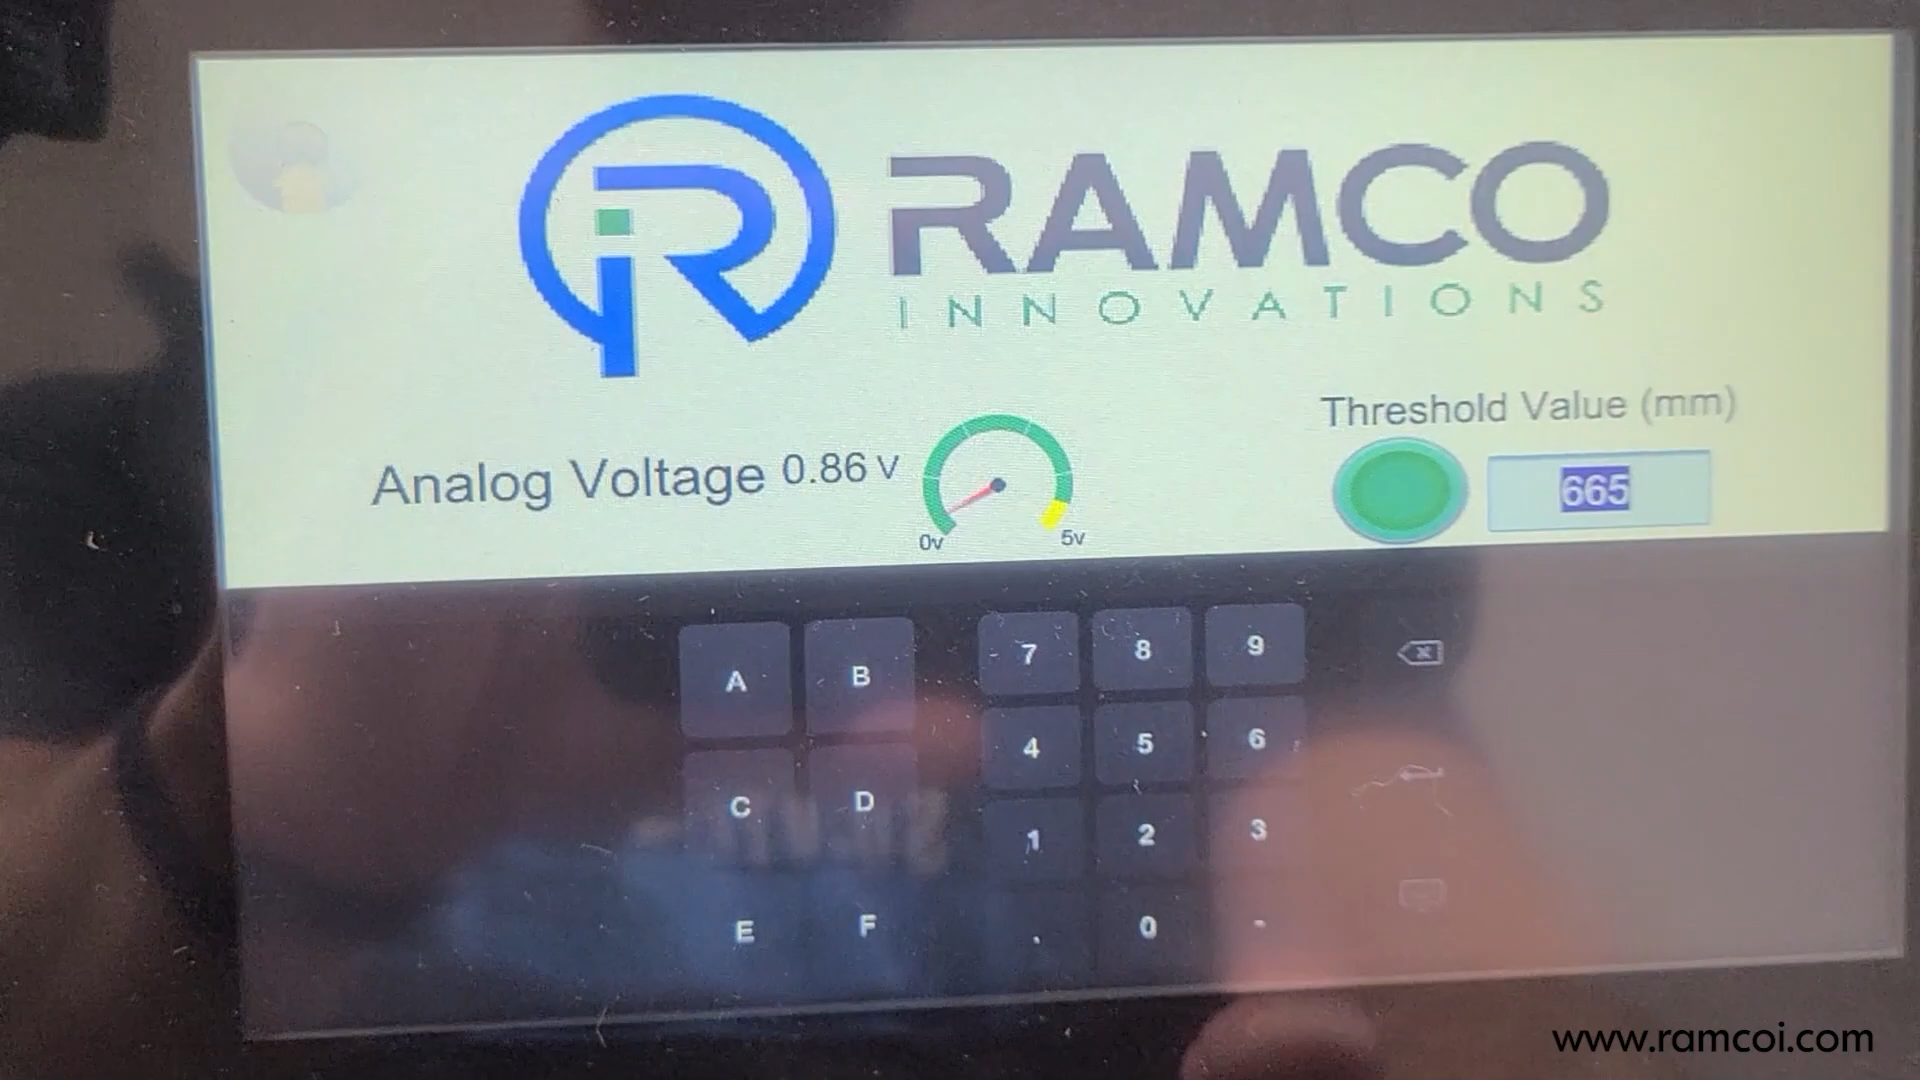 RAMCO
INNOVATIONS
Threshold Value (mm)
Analog Voltage 0.86 V
665
0v 5v
A B 7 8 9
4 5 6
C D 1 2 3
E F . 0 -
www.ramcoi.com